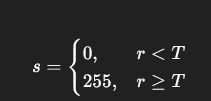 s = { 0, r < T
255, r ≥ T